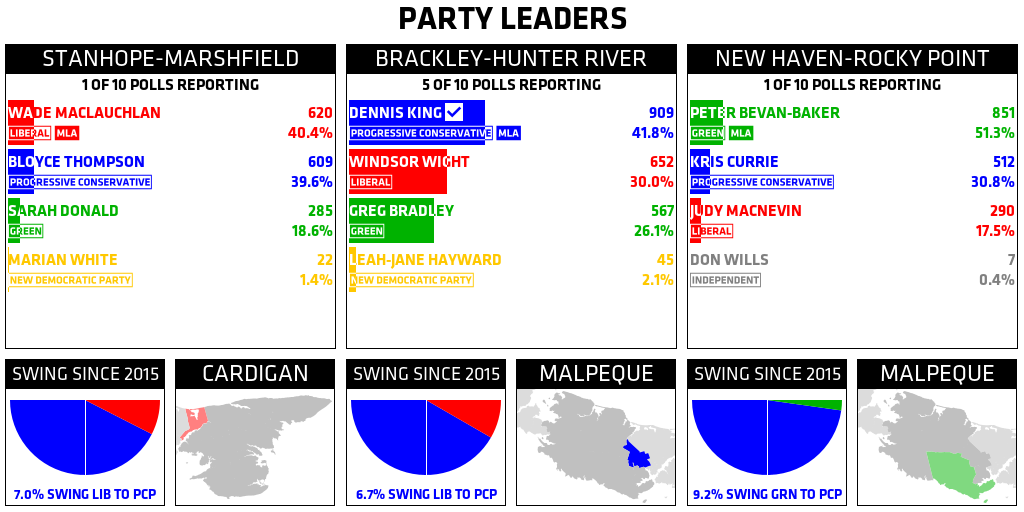 PARTY LEADERS
STANHOPE-MARSHFIELD
1 OF 10 POLLS REPORTING
WADE MACLAUCHLAN 620
LIBERAL MLA 40.4%
BLOYCE THOMPSON 609
PROGRESSIVE CONSERVATIVE 39.6%
SARAH DONALD 285
GREEN 18.6%
MARIAN WHITE 22
NEW DEMOCRATIC PARTY 1.4%
BRACKLEY-HUNTER RIVER
5 OF 10 POLLS REPORTING
DENNIS KING 909
PROGRESSIVE CONSERVATIVE MLA 41.8%
WINDSOR WIGHT 652
LIBERAL 30.0%
GREG BRADLEY 567
GREEN 26.1%
LEAH-JANE HAYWARD 45
NEW DEMOCRATIC PARTY 2.1%
NEW HAVEN-ROCKY POINT
1 OF 10 POLLS REPORTING
PETER BEVAN-BAKER 851
GREEN MLA 51.3%
KRIS CURRIE 512
PROGRESSIVE CONSERVATIVE 30.8%
JUDY MACNEVIN 290
LIBERAL 17.5%
DON WILLS 7
INDEPENDENT 0.4%
SWING SINCE 2015
7.0% SWING LIB TO PCP
CARDIGAN
SWING SINCE 2015
6.7% SWING LIB TO PCP
MALPEQUE
SWING SINCE 2015
9.2% SWING GRN TO PCP
MALPEQUE